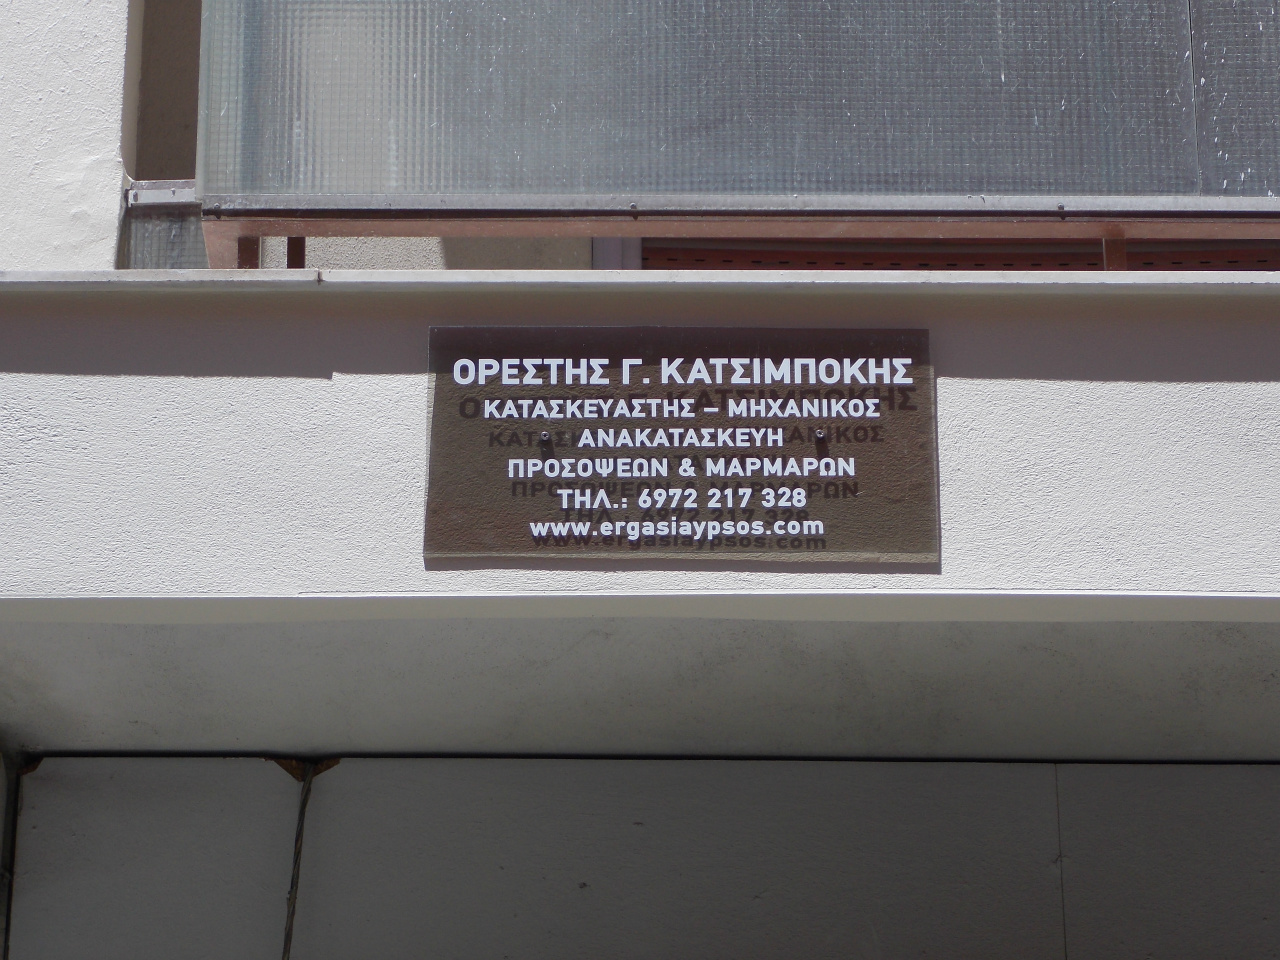 ΟΡΕΣΤΗΣ Γ. ΚΑΤΣΙΜΠΟΚΗΣ
ΚΑΤΑΣΚΕΥΑΣΤΗΣ – ΜΗΧΑΝΙΚΟΣ
ΑΝΑΚΑΤΑΣΚΕΥΗ
ΠΡΟΣΟΨΕΩΝ & ΜΑΡΜΑΡΩΝ
ΤΗΛ.: 6972 217 328
www.ergasiaypsos.com